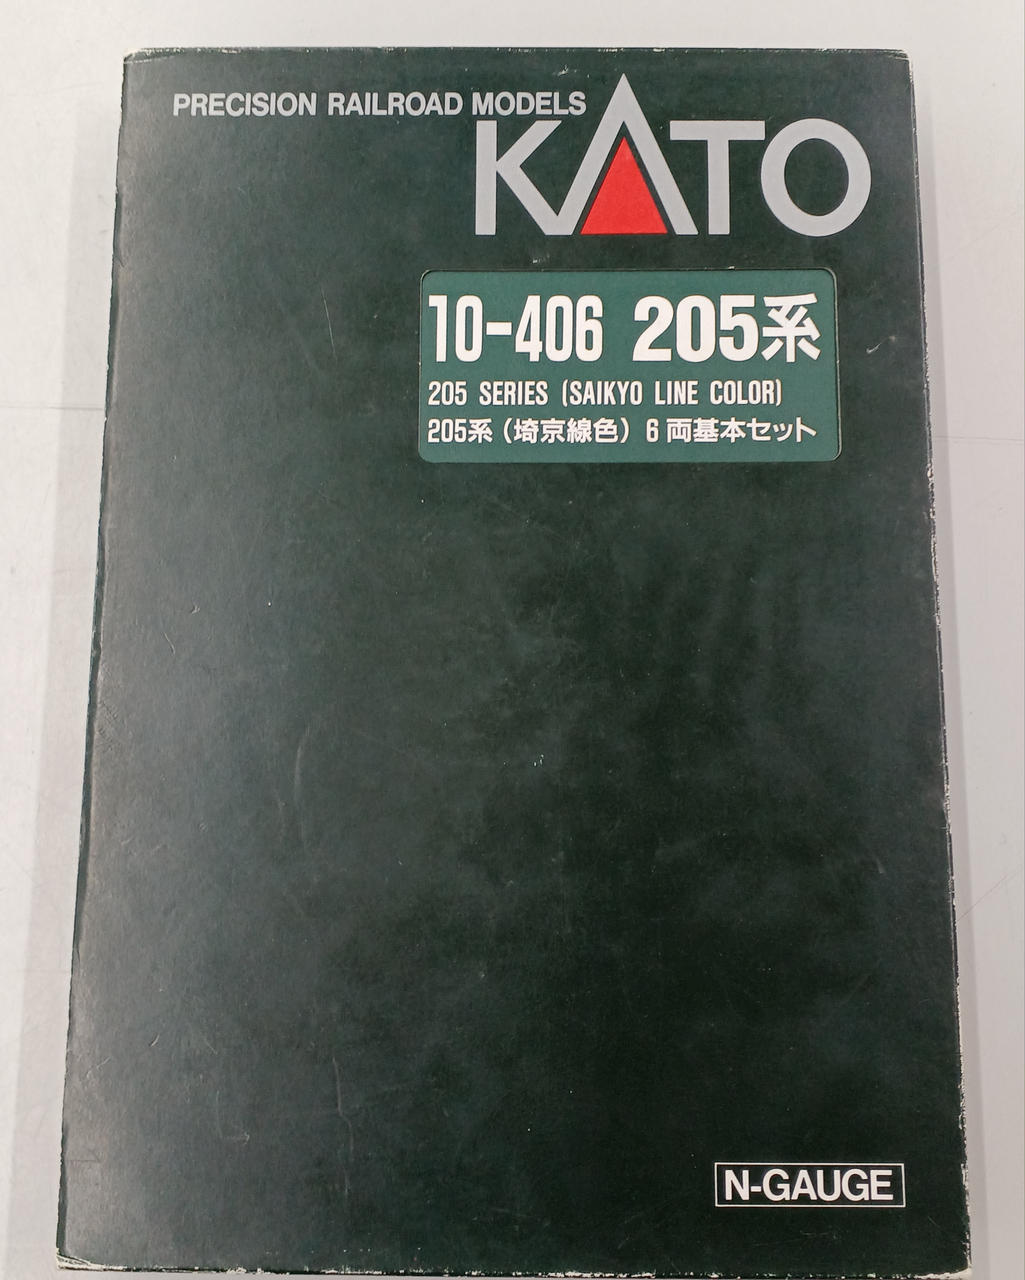 PRECISION RAILROAD MODELS
KATO
10-406 205系
205 SERIES (SAIKYO LINE COLOR)
205系（埼京線色）6両基本セット
N-GAUGE